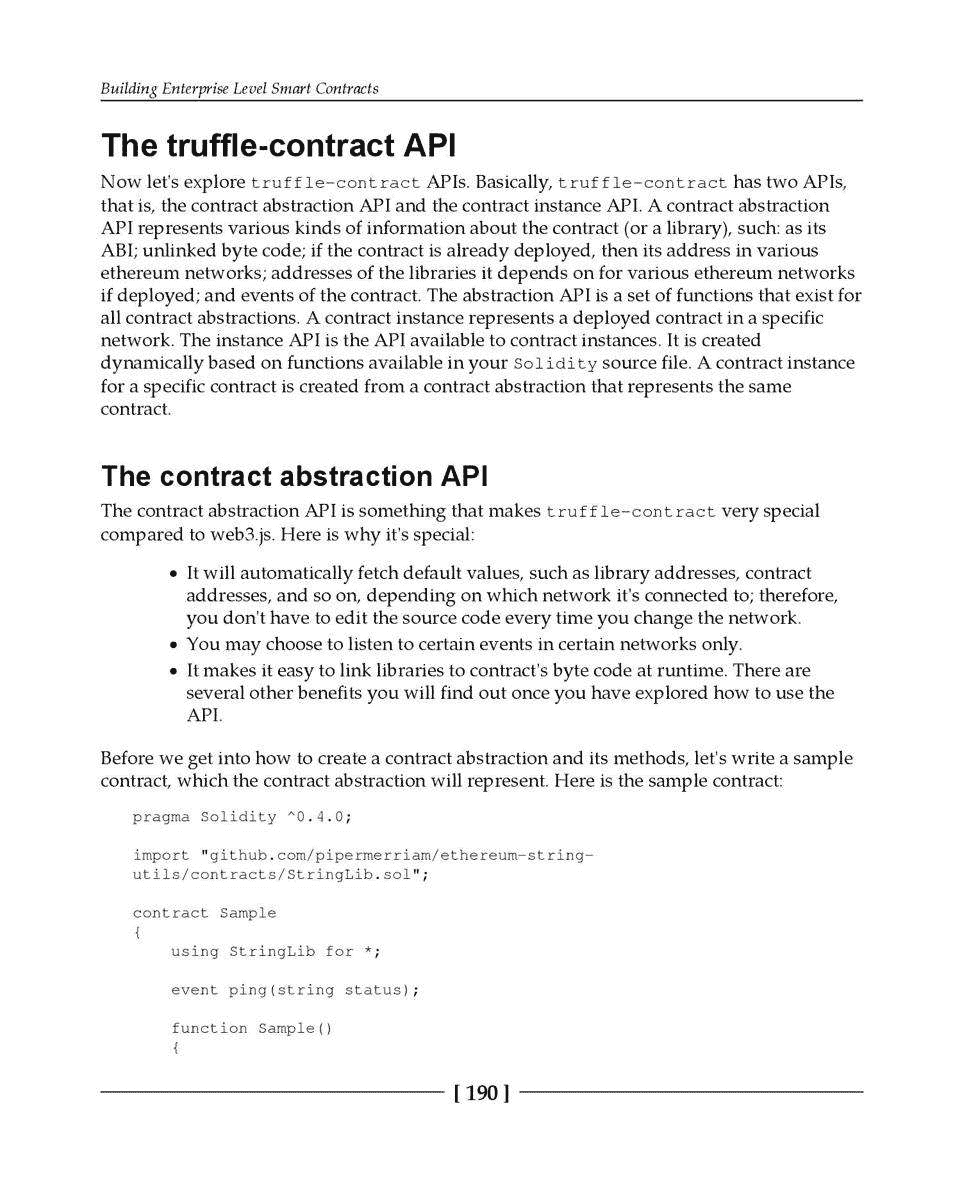 Building Enterprise Level Smart Contracts
The truffle-contract API
Now let's explore truffle-contract APIs. Basically, truffle-contract has two APIs,
that is, the contract abstraction API and the contract instance API. A contract abstraction
API represents various kinds of information about the contract (or a library), such: as its
ABI; unlinked byte code; if the contract is already deployed, then its address in various
ethereum networks; addresses of the libraries it depends on for various ethereum networks
if deployed; and events of the contract. The abstraction API is a set of functions that exist for
all contract abstractions. A contract instance represents a deployed contract in a specific
network. The instance API is the API available to contract instances. It is created
dynamically based on functions available in your Solidity source file. A contract instance
for a specific contract is created from a contract abstraction that represents the same
contract.
The contract abstraction API
The contract abstraction API is something that makes truffle-contract very special
compared to web3.js. Here is why it's special:
• It will automatically fetch default values, such as library addresses, contract
addresses, and so on, depending on which network it's connected to; therefore,
you don't have to edit the source code every time you change the network.
• You may choose to listen to certain events in certain networks only.
• It makes it easy to link libraries to contract's byte code at runtime. There are
several other benefits you will find out once you have explored how to use the
API.
Before we get into how to create a contract abstraction and its methods, let's write a sample
contract, which the contract abstraction will represent. Here is the sample contract:
pragma Solidity ^0.4.0;
import "github.com/pipermerriam/ethereum-string-
utils/contracts/StringLib.sol";
contract Sample
{
using StringLib for *;
event ping(string status);
function Sample()
{
[ 190 ]